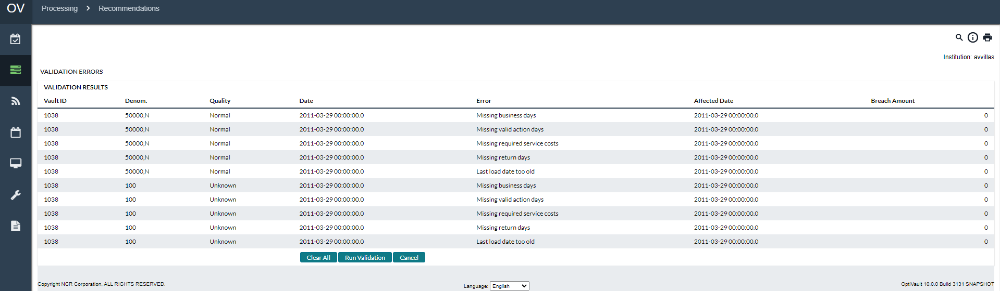 OV Processing Recommendations
Institution: avvillas
VALIDATION ERRORS
VALIDATION RESULTS
Vault ID Denom. Quality Date Error Affected Date Breach Amount
1038 50000,N Normal 2011-03-29 00:00:00.0 Missing business days 2011-03-29 00:00:00.0 0
1038 50000,N Normal 2011-03-29 00:00:00.0 Missing valid action days 2011-03-29 00:00:00.0 0
1038 50000,N Normal 2011-03-29 00:00:00.0 Missing required service costs 2011-03-29 00:00:00.0 0
1038 50000,N Normal 2011-03-29 00:00:00.0 Missing return days 2011-03-29 00:00:00.0 0
1038 50000,N Normal 2011-03-29 00:00:00.0 Last load date too old 2011-03-29 00:00:00.0 0
1038 100 Unknown 2011-03-29 00:00:00.0 Missing business days 2011-03-29 00:00:00.0 0
1038 100 Unknown 2011-03-29 00:00:00.0 Missing valid action days 2011-03-29 00:00:00.0 0
1038 100 Unknown 2011-03-29 00:00:00.0 Missing required service costs 2011-03-29 00:00:00.0 0
1038 100 Unknown 2011-03-29 00:00:00.0 Missing return days 2011-03-29 00:00:00.0 0
1038 100 Unknown 2011-03-29 00:00:00.0 Last load date too old 2011-03-29 00:00:00.0 0
Clear All Run Validation Cancel
Copyright NCR Corporation, ALL RIGHTS RESERVED. Language: English OptiVault 10.0.0 Build 3131 SNAPSHOT